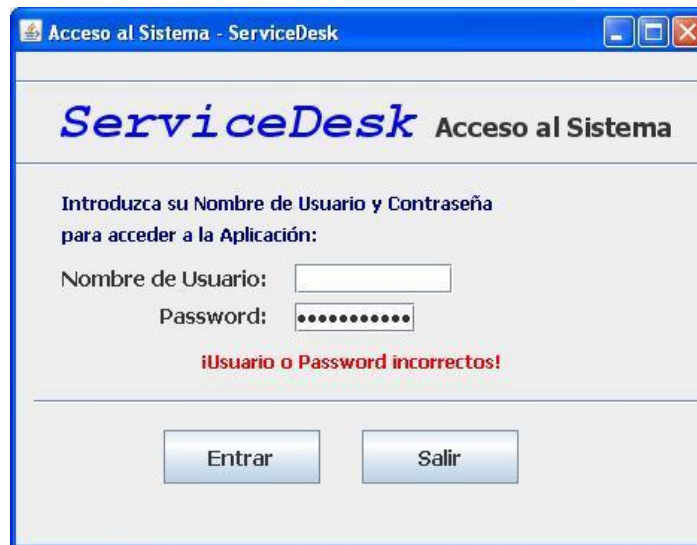 Acceso al Sistema - ServiceDesk
ServiceDesk Acceso al Sistema
Introduzca su Nombre de Usuario y Contraseña
para acceder a la Aplicación:
Nombre de Usuario:
Password: •••••••••••
¡Usuario o Password incorrectos!
Entrar Salir